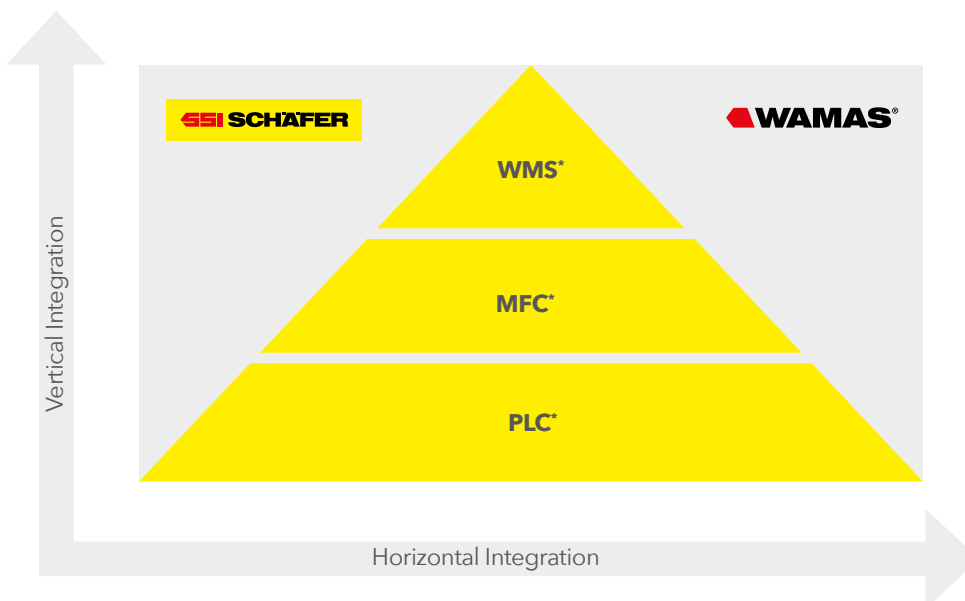 SSI SCHÄFER
WAMAS®
WMS*
MFC*
PLC*
Vertical Integration
Horizontal Integration